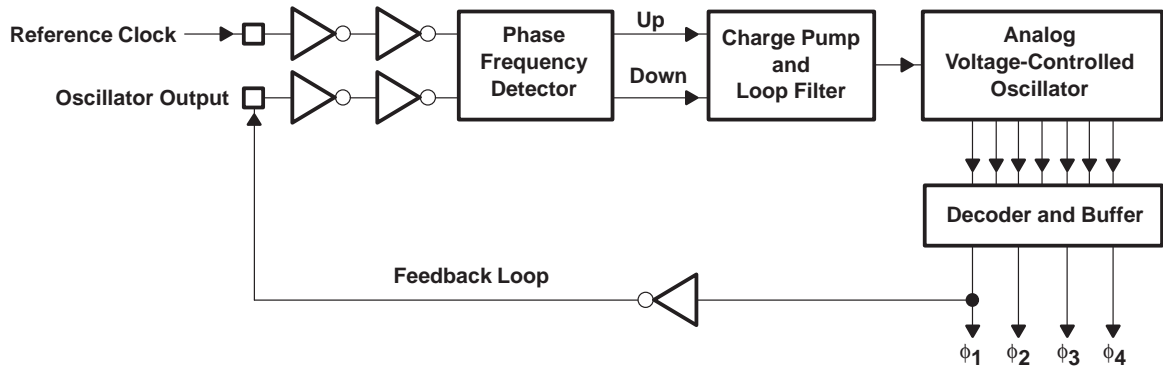 Reference Clock
Oscillator Output
Phase
Frequency
Detector
Up
Down
Charge Pump
and
Loop Filter
Analog
Voltage-Controlled
Oscillator
Decoder and Buffer
Feedback Loop
ϕ1 ϕ2 ϕ3 ϕ4